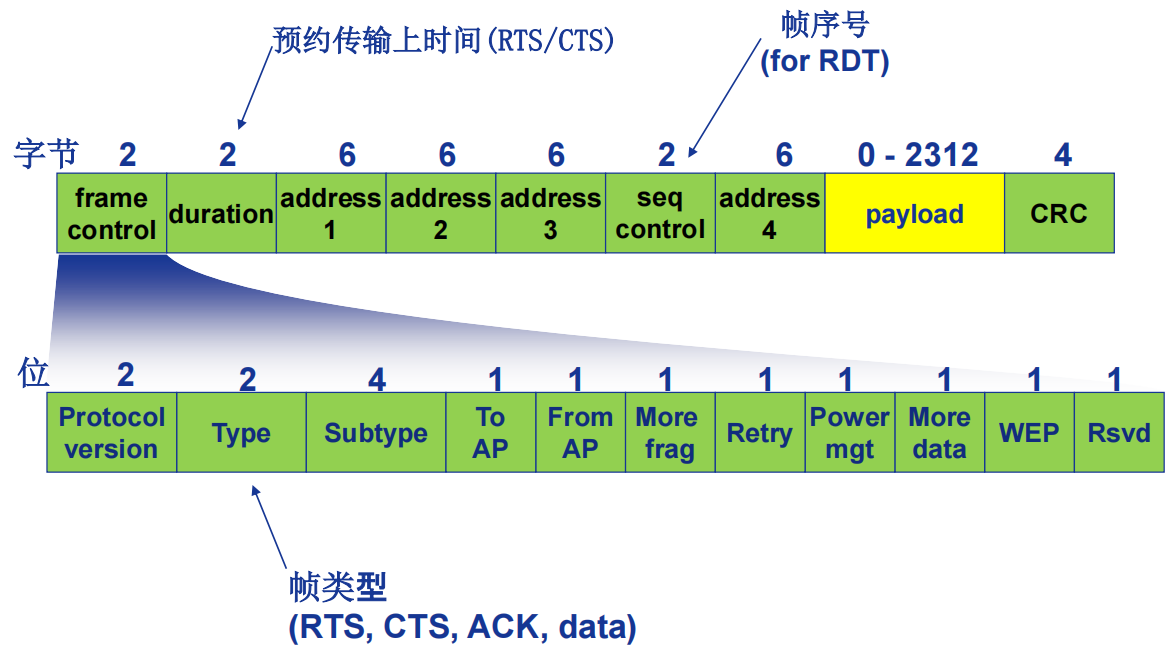 预约传输上时间(RTS/CTS)
帧序号
(for RDT)
字节 2 2 6 6 6 2 6 0 - 2312 4
frame control duration address 1 address 2 address 3 seq control address 4 payload CRC
位 2 2 4 1 1 1 1 1 1 1 1
Protocol version Type Subtype To AP From AP More frag Retry Power mgt More data WEP Rsvd
帧类型
(RTS, CTS, ACK, data)